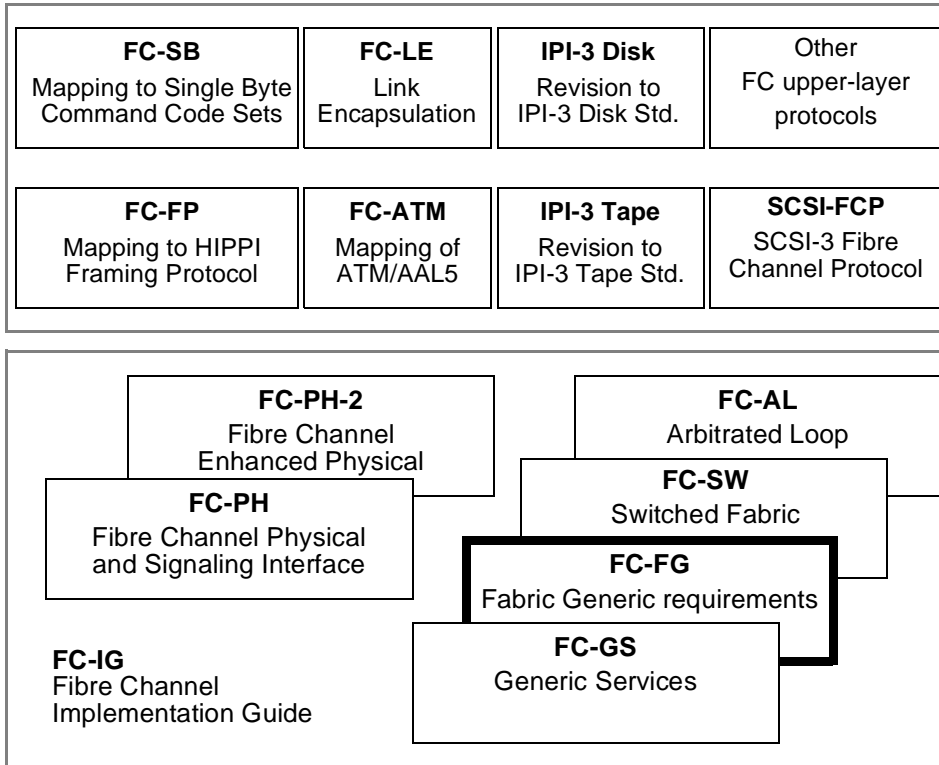 FC-SB
Mapping to Single Byte
Command Code Sets
FC-LE
Link
Encapsulation
IPI-3 Disk
Revision to
IPI-3 Disk Std.
Other
FC upper-layer
protocols
FC-FP
Mapping to HIPPI
Framing Protocol
FC-ATM
Mapping of
ATM/AAL5
IPI-3 Tape
Revision to
IPI-3 Tape Std.
SCSI-FCP
SCSI-3 Fibre
Channel Protocol
FC-PH-2
Fibre Channel
Enhanced Physical
FC-PH
Fibre Channel Physical
and Signaling Interface
FC-AL
Arbitrated Loop
FC-SW
Switched Fabric
FC-FG
Fabric Generic requirements
FC-GS
Generic Services
FC-IG
Fibre Channel
Implementation Guide